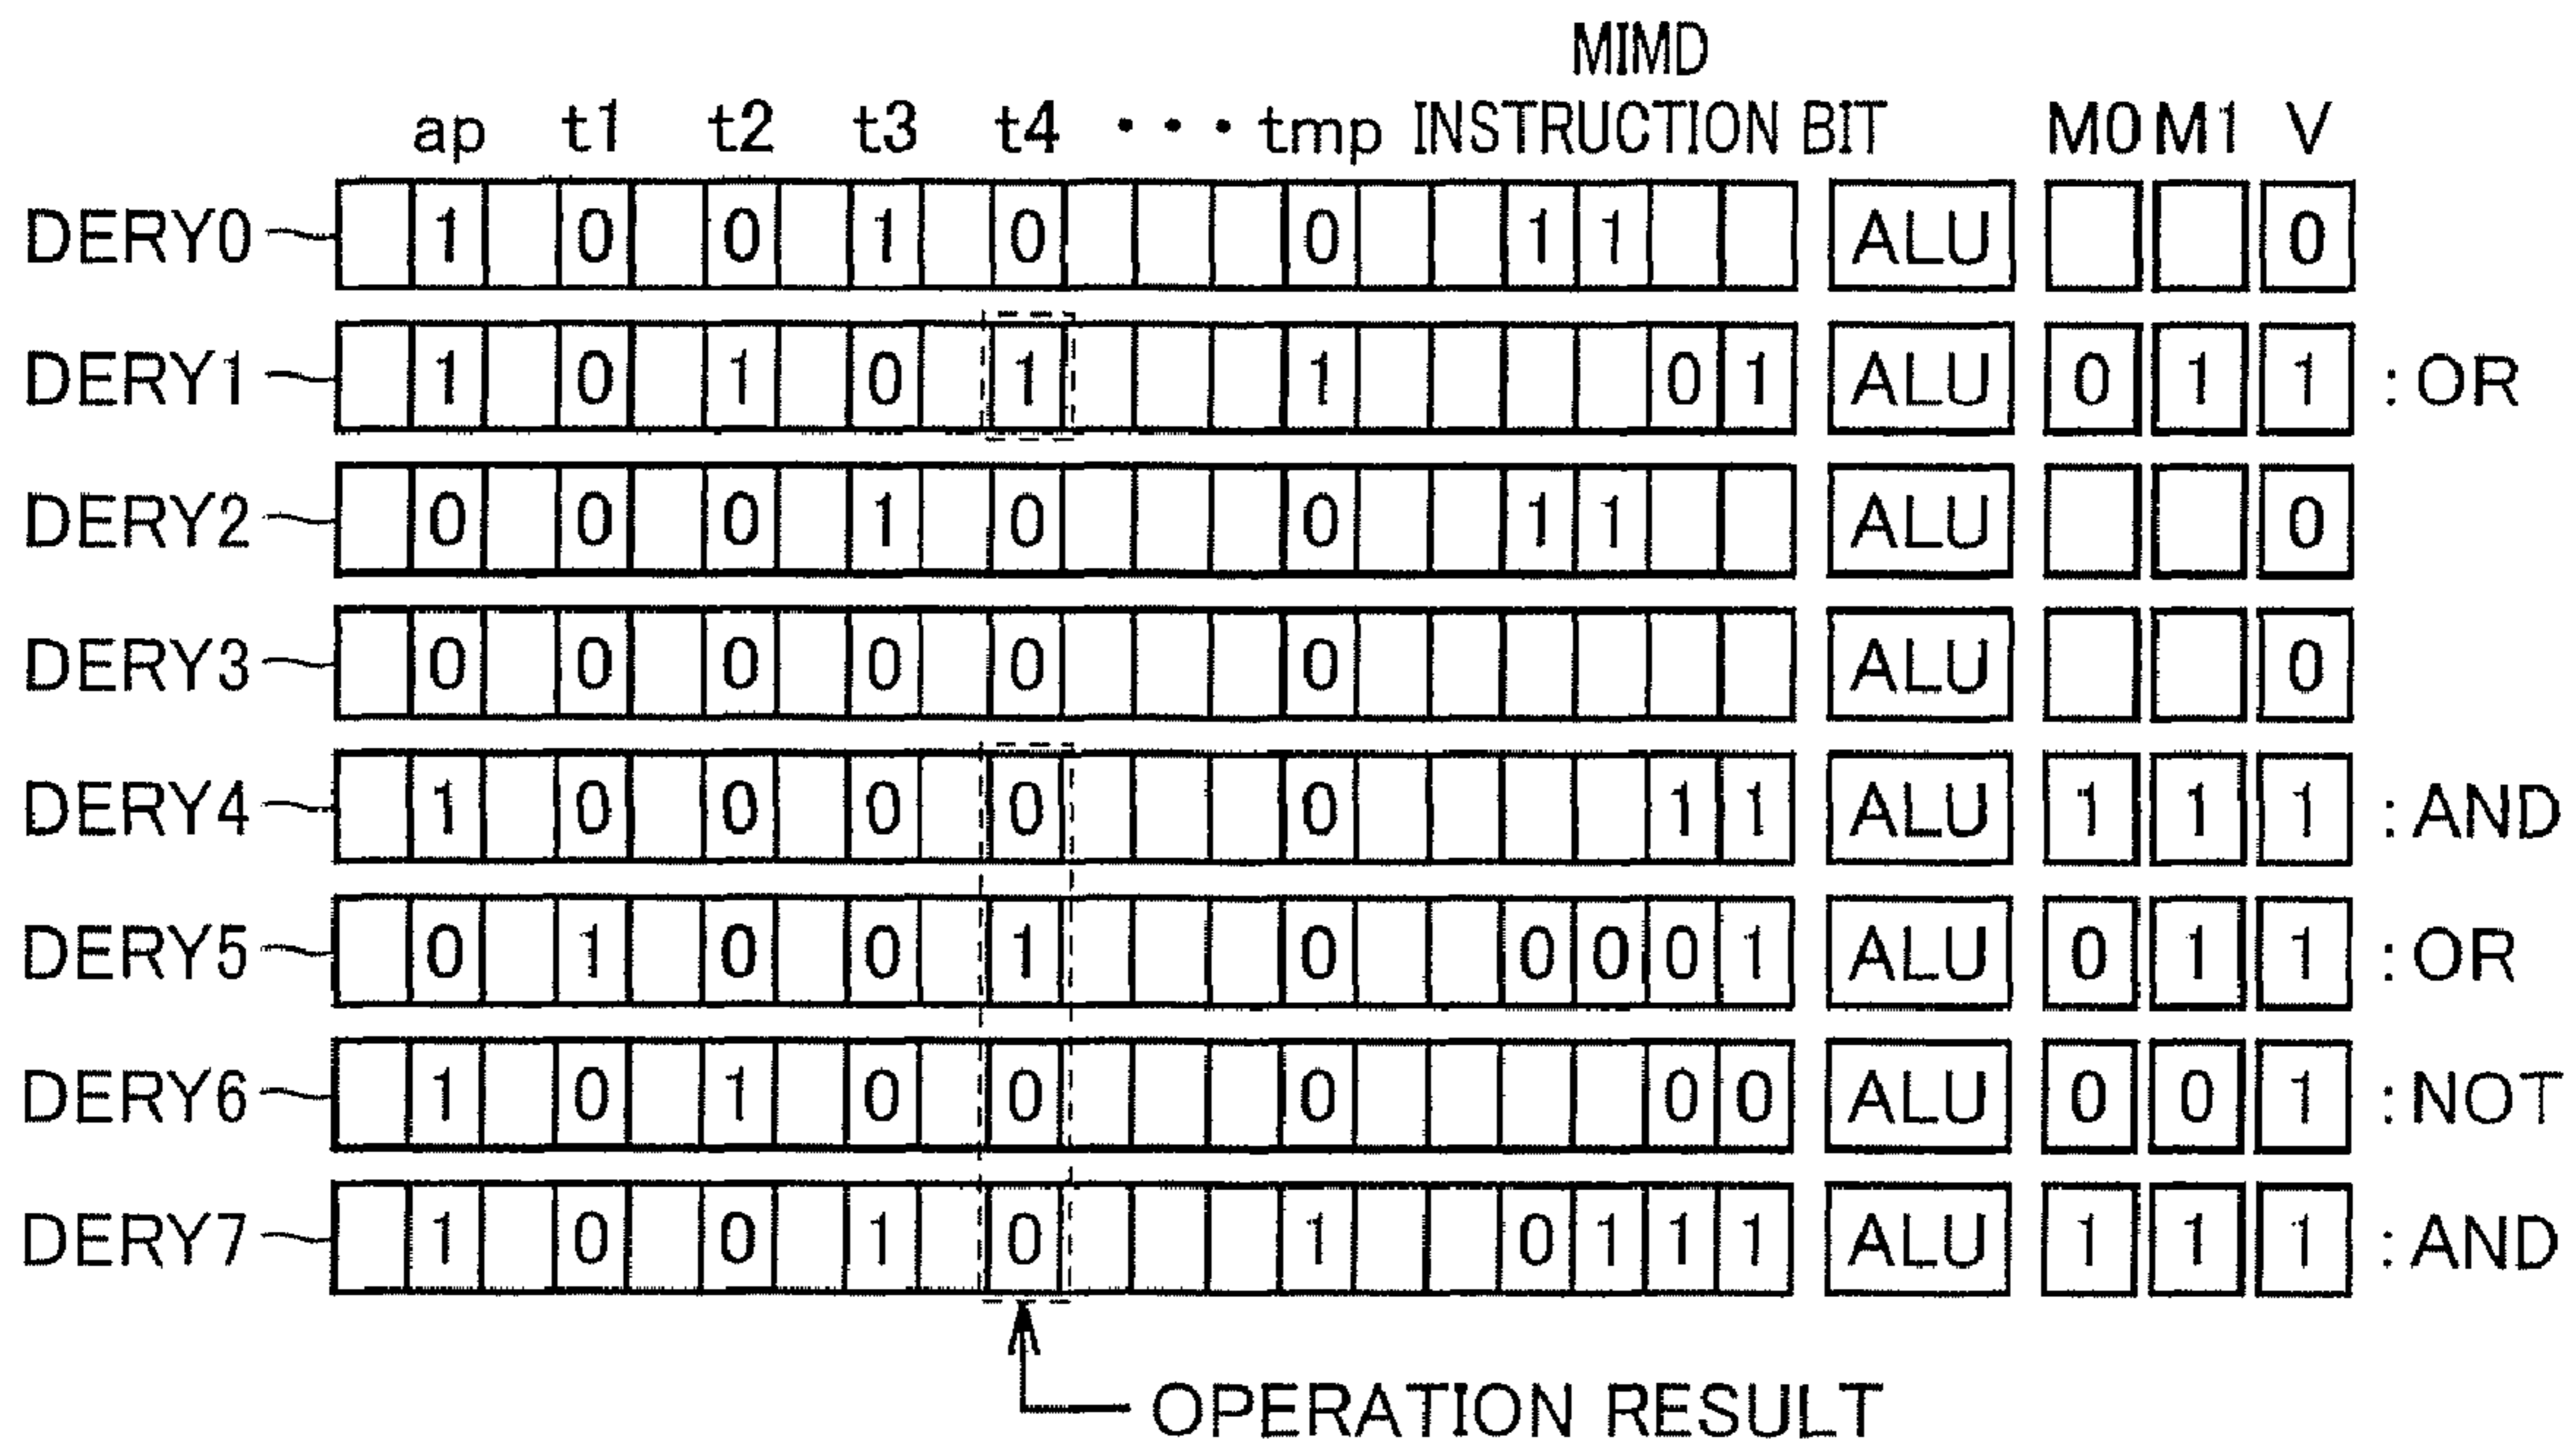 MIMD
ap t1 t2 t3 t4 ・・・ tmp INSTRUCTION BIT M0 M1 V
DERY0 1 0 0 1 0 0 1 1 ALU 0
DERY1 1 0 1 0 1 1 0 1 ALU 0 1 1 :OR
DERY2 0 0 0 1 0 0 1 1 ALU 0
DERY3 0 0 0 0 0 0 ALU 0
DERY4 1 0 0 0 0 0 1 1 ALU 1 1 1 :AND
DERY5 0 1 0 0 1 0 0 0 0 1 ALU 0 1 1 :OR
DERY6 1 0 1 0 0 0 0 0 ALU 0 0 1 :NOT
DERY7 1 0 0 1 0 1 0 1 1 1 ALU 1 1 1 :AND
OPERATION RESULT